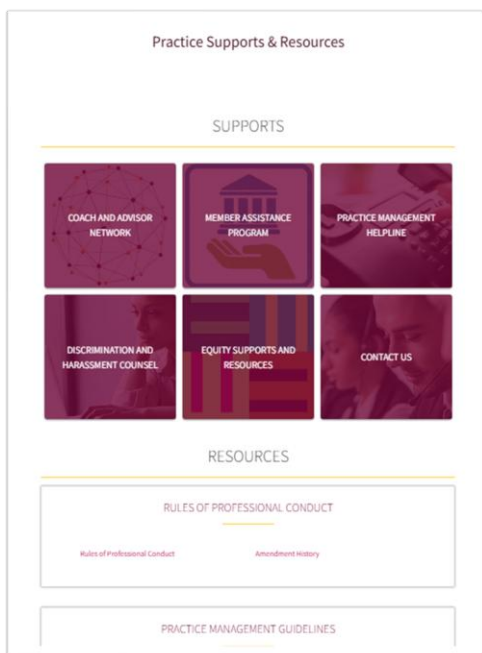 Practice Supports & Resources
SUPPORTS
COACH AND ADVISOR
NETWORK
MEMBER ASSISTANCE
PROGRAM
PRACTICE MANAGEMENT
HELPLINE
DISCRIMINATION AND
HARASSMENT COUNSEL
EQUITY SUPPORTS AND
RESOURCES
CONTACT US
RESOURCES
RULES OF PROFESSIONAL CONDUCT
Rules of Professional Conduct
Amendment History
PRACTICE MANAGEMENT GUIDELINES